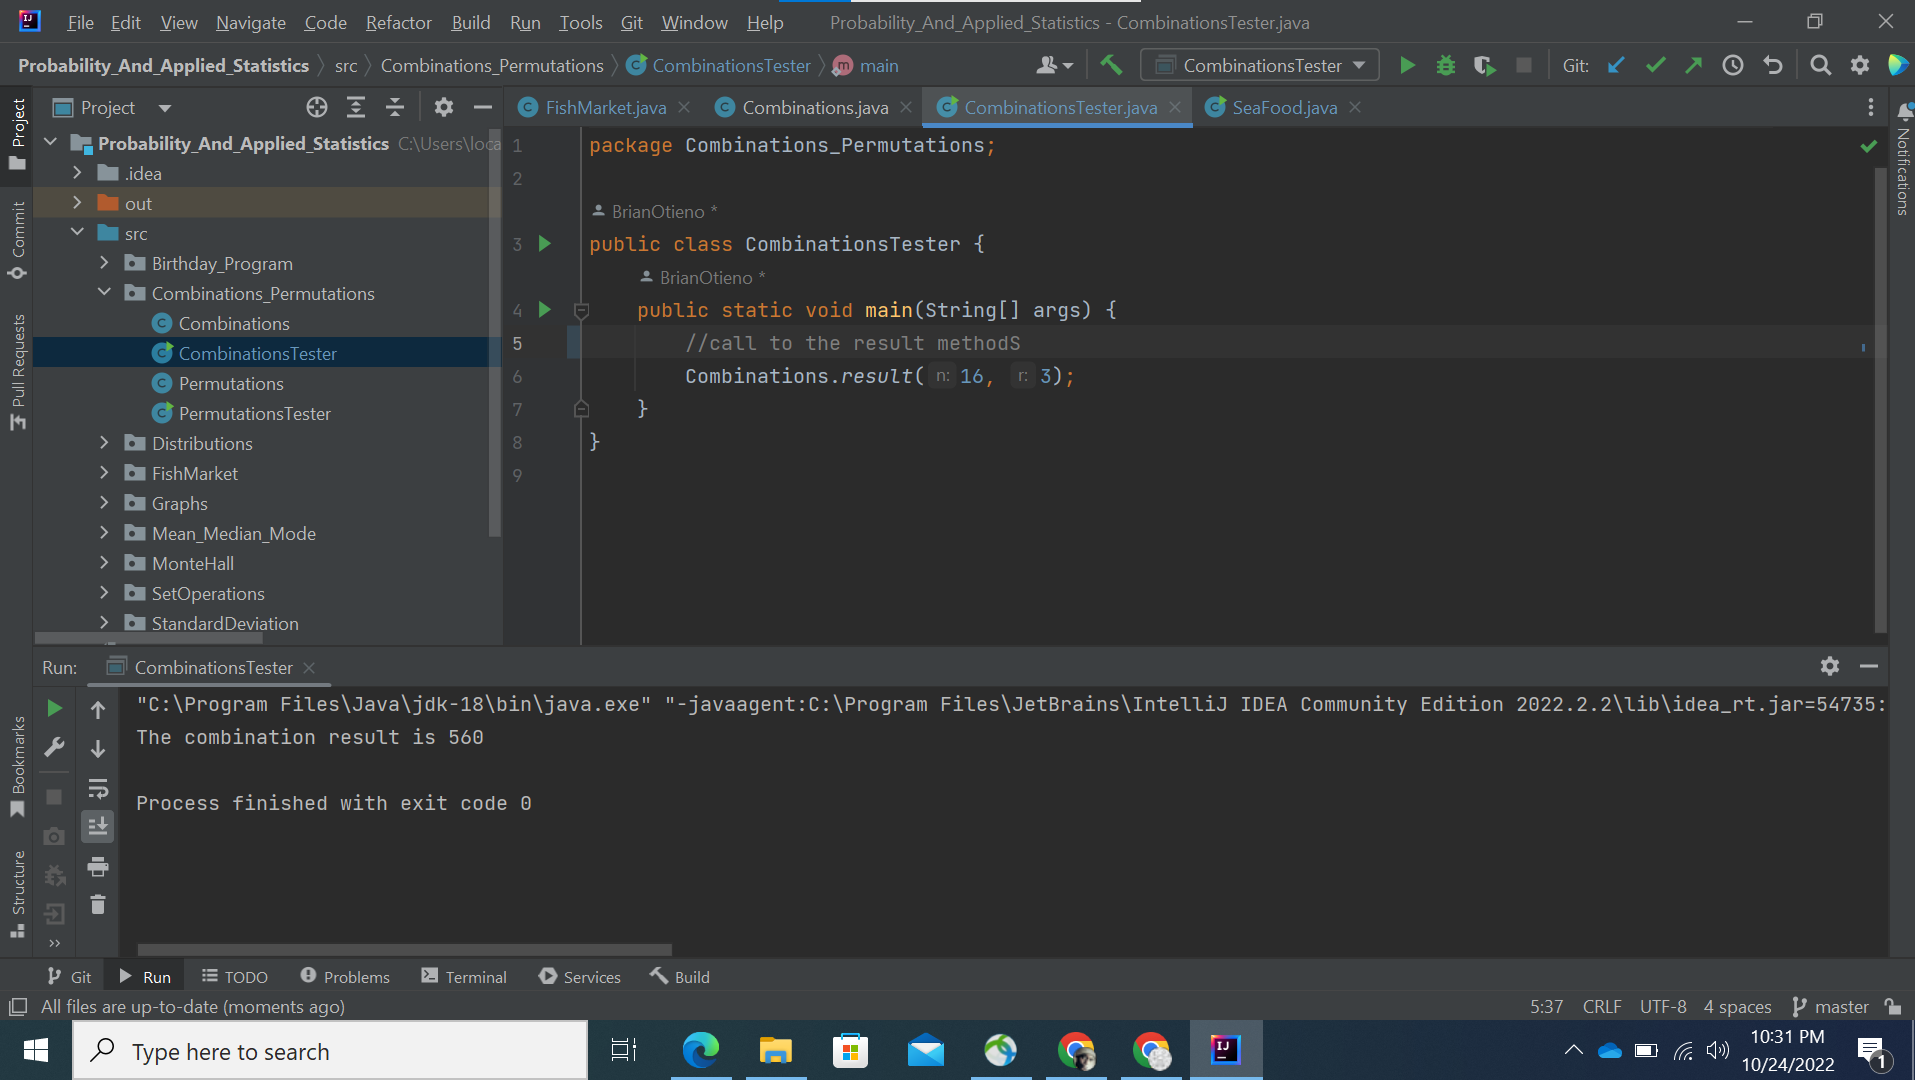 File Edit View Navigate Code Refactor Build Run Tools Git Window Help Probability_And_Applied_Statistics - CombinationsTester.java
Probability_And_Applied_Statistics src Combinations_Permutations CombinationsTester main CombinationsTester Git:
Project
FishMarket.java Combinations.java CombinationsTester.java SeaFood.java
Probability_And_Applied_Statistics C:\Users\loca
.idea
out
src
Birthday_Program
Combinations_Permutations
Combinations
CombinationsTester
Permutations
PermutationsTester
Distributions
FishMarket
Graphs
Mean_Median_Mode
MonteHall
SetOperations
StandardDeviation
Project
Commit
Pull Requests
Bookmarks
Structure
Notifications
1 package Combinations_Permutations;
2
BrianOtieno *
3 public class CombinationsTester {
BrianOtieno *
4 public static void main(String[] args) {
5 //call to the result methodS
6 Combinations.result( n: 16, r: 3);
7 }
8 }
9
Run: CombinationsTester
"C:\Program Files\Java\jdk-18\bin\java.exe" "-javaagent:C:\Program Files\JetBrains\IntelliJ IDEA Community Edition 2022.2.2\lib\idea_rt.jar=54735:
The combination result is 560
Process finished with exit code 0
Git Run TODO Problems Terminal Services Build
All files are up-to-date (moments ago) 5:37 CRLF UTF-8 4 spaces master
Type here to search
10:31 PM
10/24/2022
1